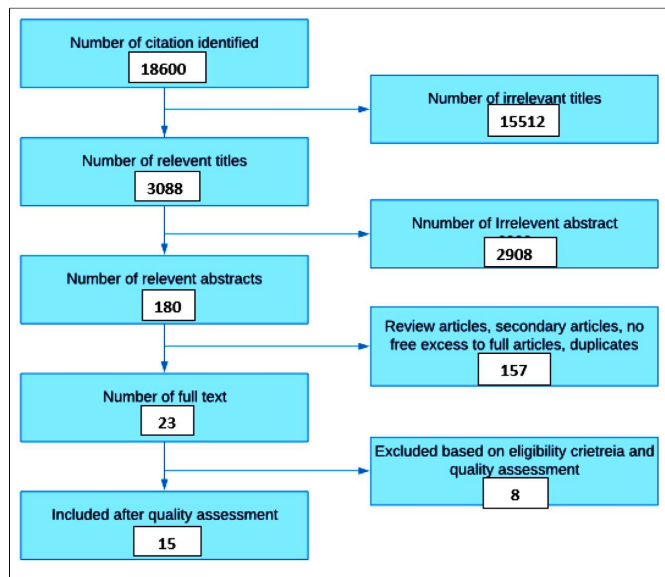 Number of citation identified
18600
Number of irrelevant titles
15512
Number of relevent titles
3088
Nnumber of Irrelevent abstract
2908
Number of relevent abstracts
180
Review articles, secondary articles, no
free excess to full articles, duplicates
157
Number of full text
23
Excluded based on eligibility crietreia and
quality assessment
8
Included after quality assessment
15